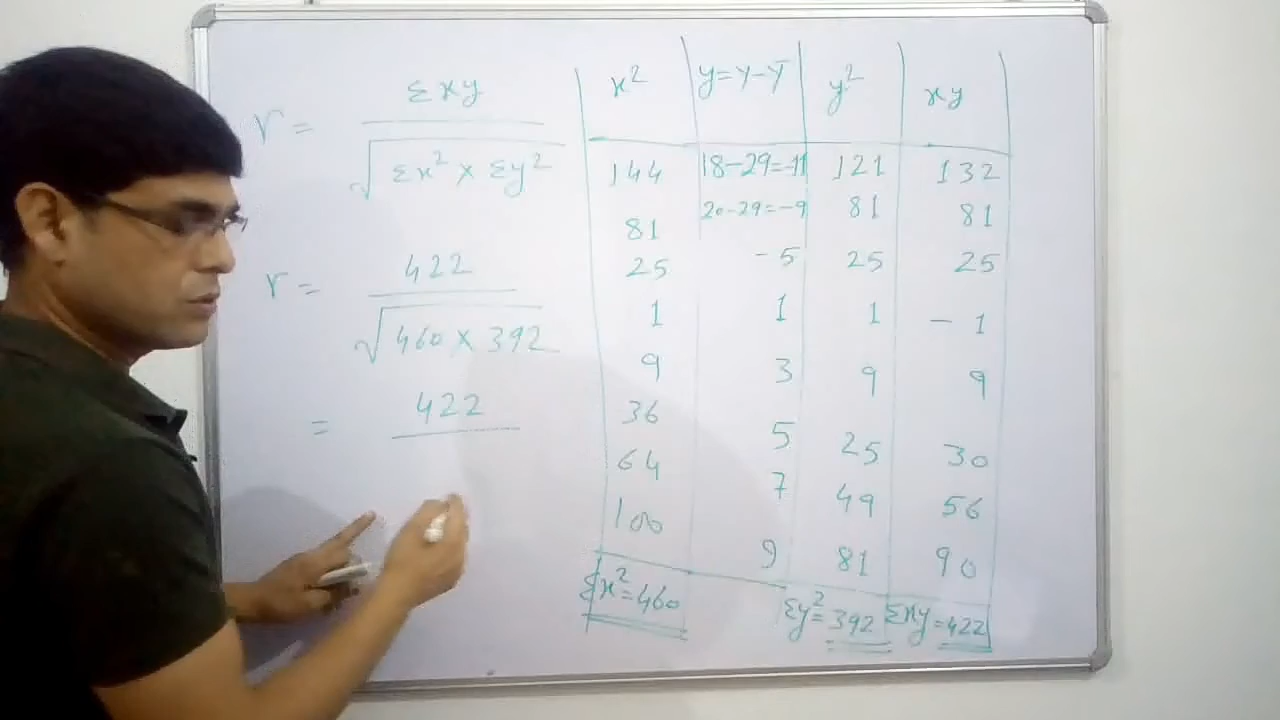 r = Σxy / √Σx² × Σy²
r = 422 / √460 × 392
= 422
x² y = Y − Y̅ y² xy
144 18−29=−11 121 132
81 20−29=−9 81 81
25 −5 25 25
1 1 1 −1
9 3 9 9
36 5 25 30
64 7 49 56
100 9 81 90
Σx²=460 Σy²=392 Σxy=422